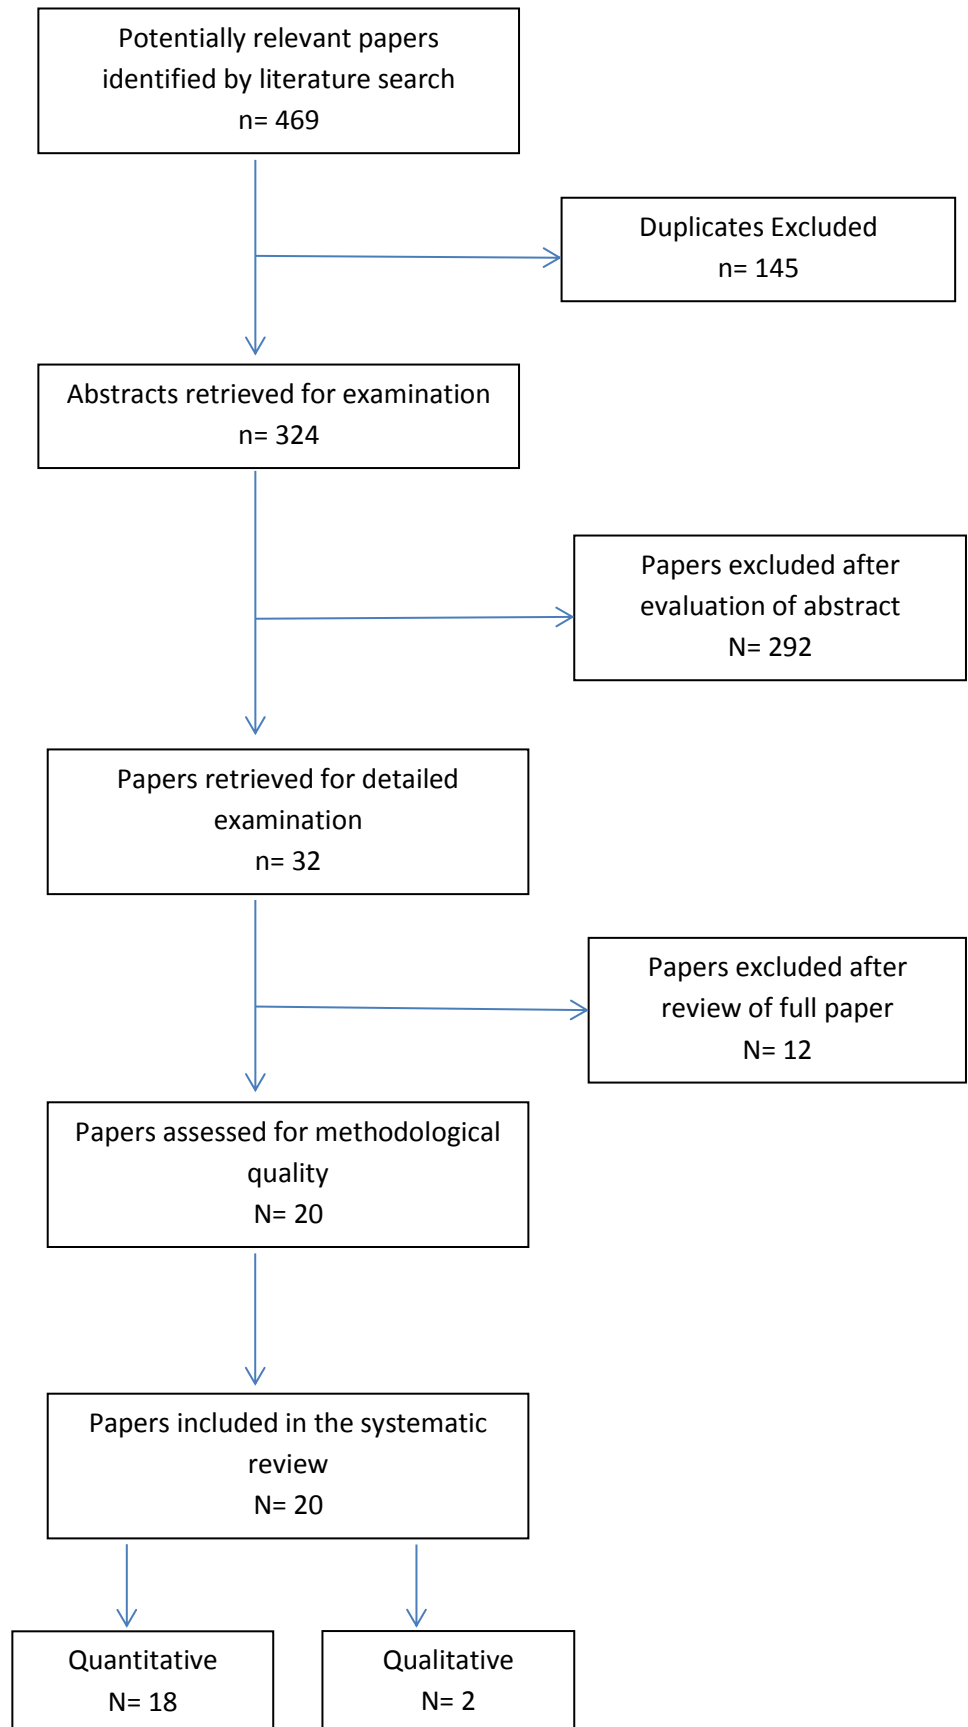 Potentially relevant papers
identified by literature search
n= 469
Duplicates Excluded
n= 145
Abstracts retrieved for examination
n= 324
Papers excluded after
evaluation of abstract
N= 292
Papers retrieved for detailed
examination
n= 32
Papers excluded after
review of full paper
N= 12
Papers assessed for methodological
quality
N= 20
Papers included in the systematic
review
N= 20
Quantitative
N= 18
Qualitative
N= 2